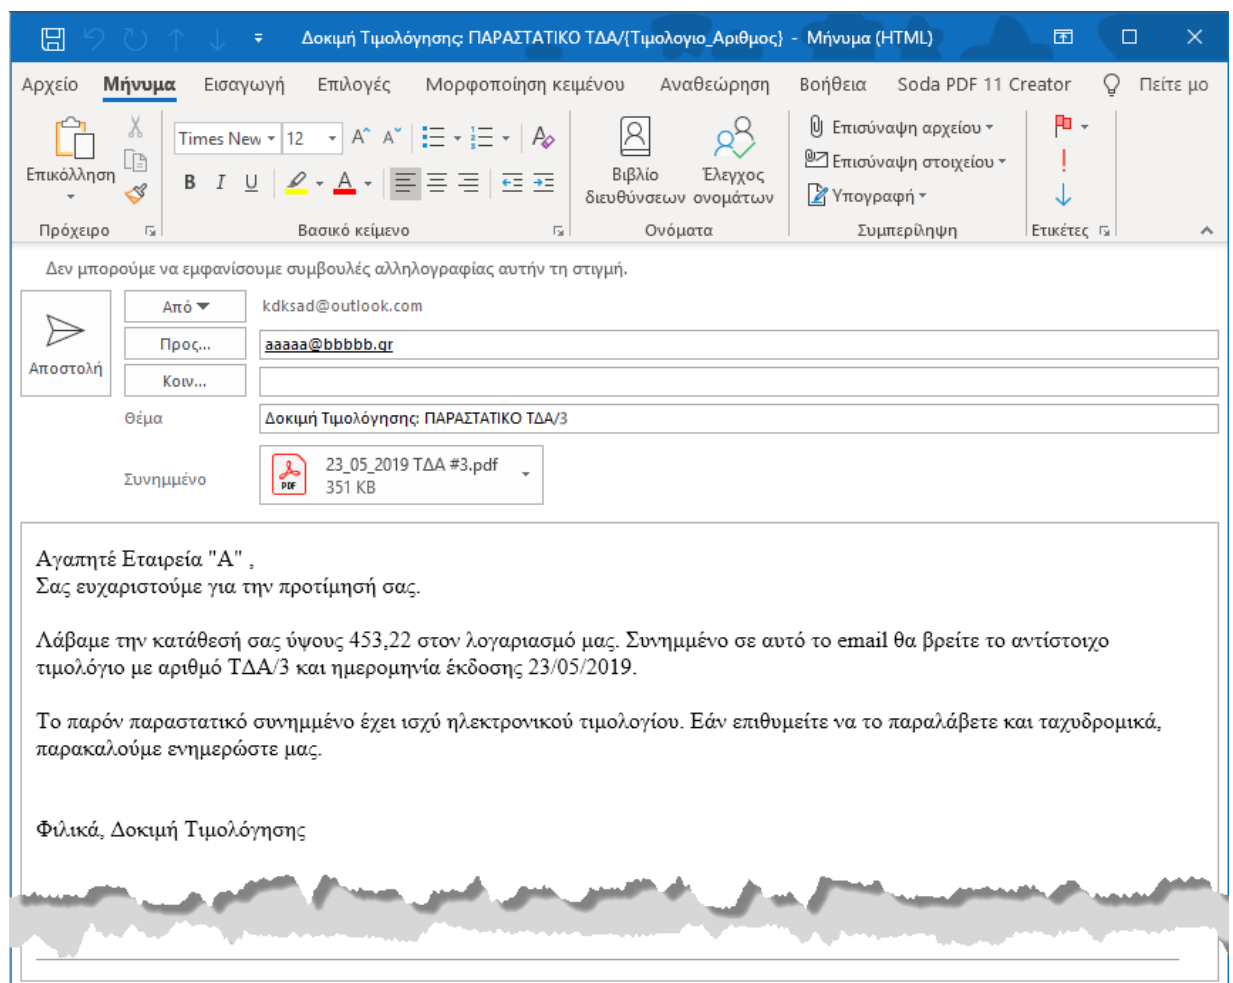 Δοκιμή Τιμολόγησης: ΠΑΡΑΣΤΑΤΙΚΟ ΤΔΑ/{Τιμολογιο_Αριθμος} - Μήνυμα (HTML)
Αρχείο Μήνυμα Εισαγωγή Επιλογές Μορφοποίηση κειμένου Αναθεώρηση Βοήθεια Soda PDF 11 Creator Πείτε μο
Επικόλληση
Times New 12 A A
B I U A
Βιβλίο διευθύνσεων
Έλεγχος ονομάτων
Επισύναψη αρχείου
Επισύναψη στοιχείου
Υπογραφή
Πρόχειρο Βασικό κείμενο Ονόματα Συμπερίληψη Ετικέτες
Δεν μπορούμε να εμφανίσουμε συμβουλές αλληλογραφίας αυτήν τη στιγμή.
Αποστολή
Από kdksad@outlook.com
Προς... aaaaa@bbbbb.gr
Κοιν...
Θέμα Δοκιμή Τιμολόγησης: ΠΑΡΑΣΤΑΤΙΚΟ ΤΔΑ/3
Συνημμένο PDF 23_05_2019 ΤΔΑ #3.pdf
351 KB
Αγαπητέ Εταιρεία "Α" ,
Σας ευχαριστούμε για την προτίμησή σας.
Λάβαμε την κατάθεσή σας ύψους 453,22 στον λογαριασμό μας. Συνημμένο σε αυτό το email θα βρείτε το αντίστοιχο
τιμολόγιο με αριθμό ΤΔΑ/3 και ημερομηνία έκδοσης 23/05/2019.
Το παρόν παραστατικό συνημμένο έχει ισχύ ηλεκτρονικού τιμολογίου. Εάν επιθυμείτε να το παραλάβετε και ταχυδρομικά,
παρακαλούμε ενημερώστε μας.
Φιλικά, Δοκιμή Τιμολόγησης